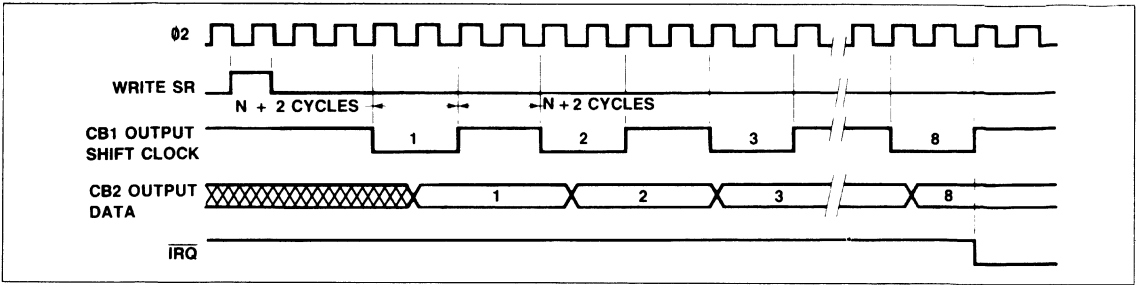 Φ2
WRITE SR
N + 2 CYCLES N + 2 CYCLES
CB1 OUTPUT
SHIFT CLOCK
1 2 3 8
CB2 OUTPUT
DATA
1 2 3 8
IRQ